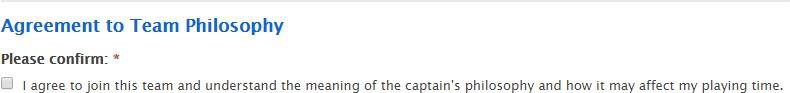 Agreement to Team Philosophy
Please confirm: *
I agree to join this team and understand the meaning of the captain's philosophy and how it may affect my playing time.